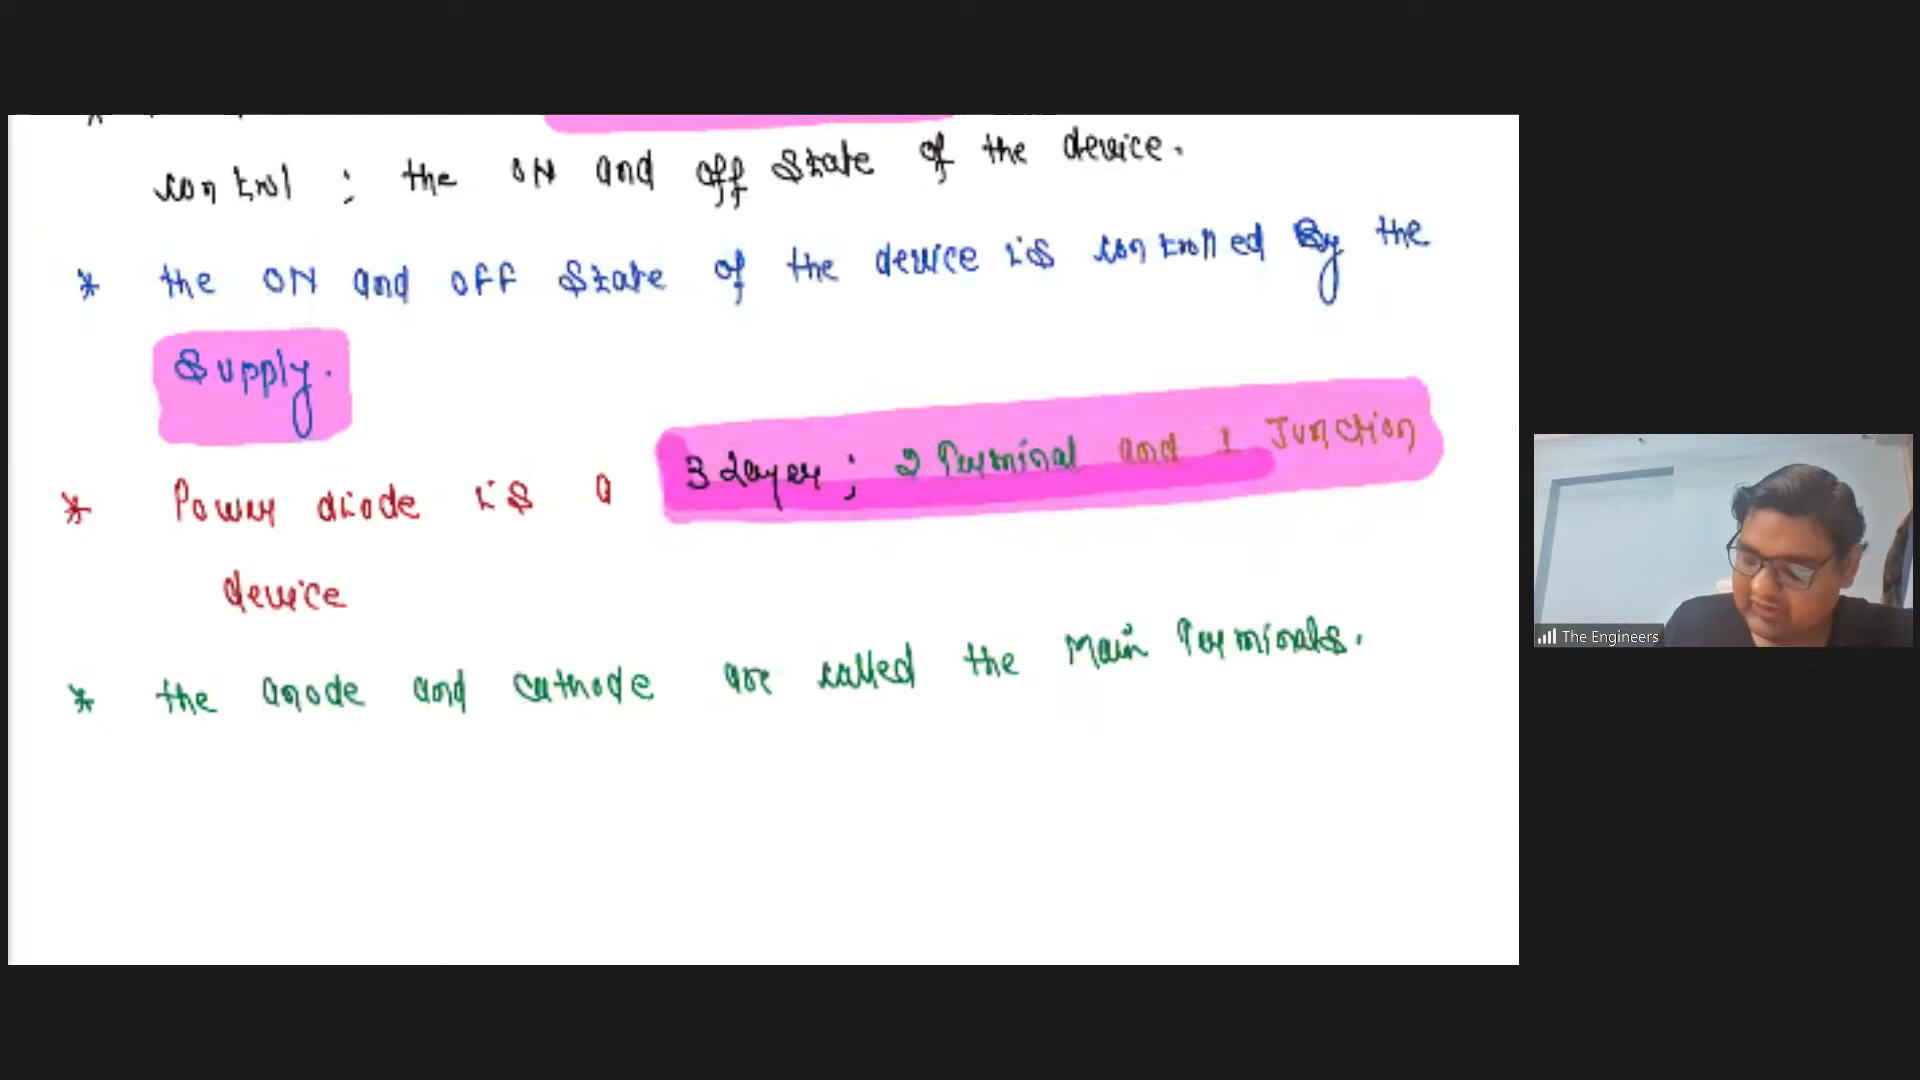 control ; the ON and off state of the device.
* the ON and OFF state of the device is controlled by the
supply.
* Power diode is a 3 Layer ; 2 Terminal and 1 Junction
device
* the anode and cathode are called the Main Terminals.
The Engineers